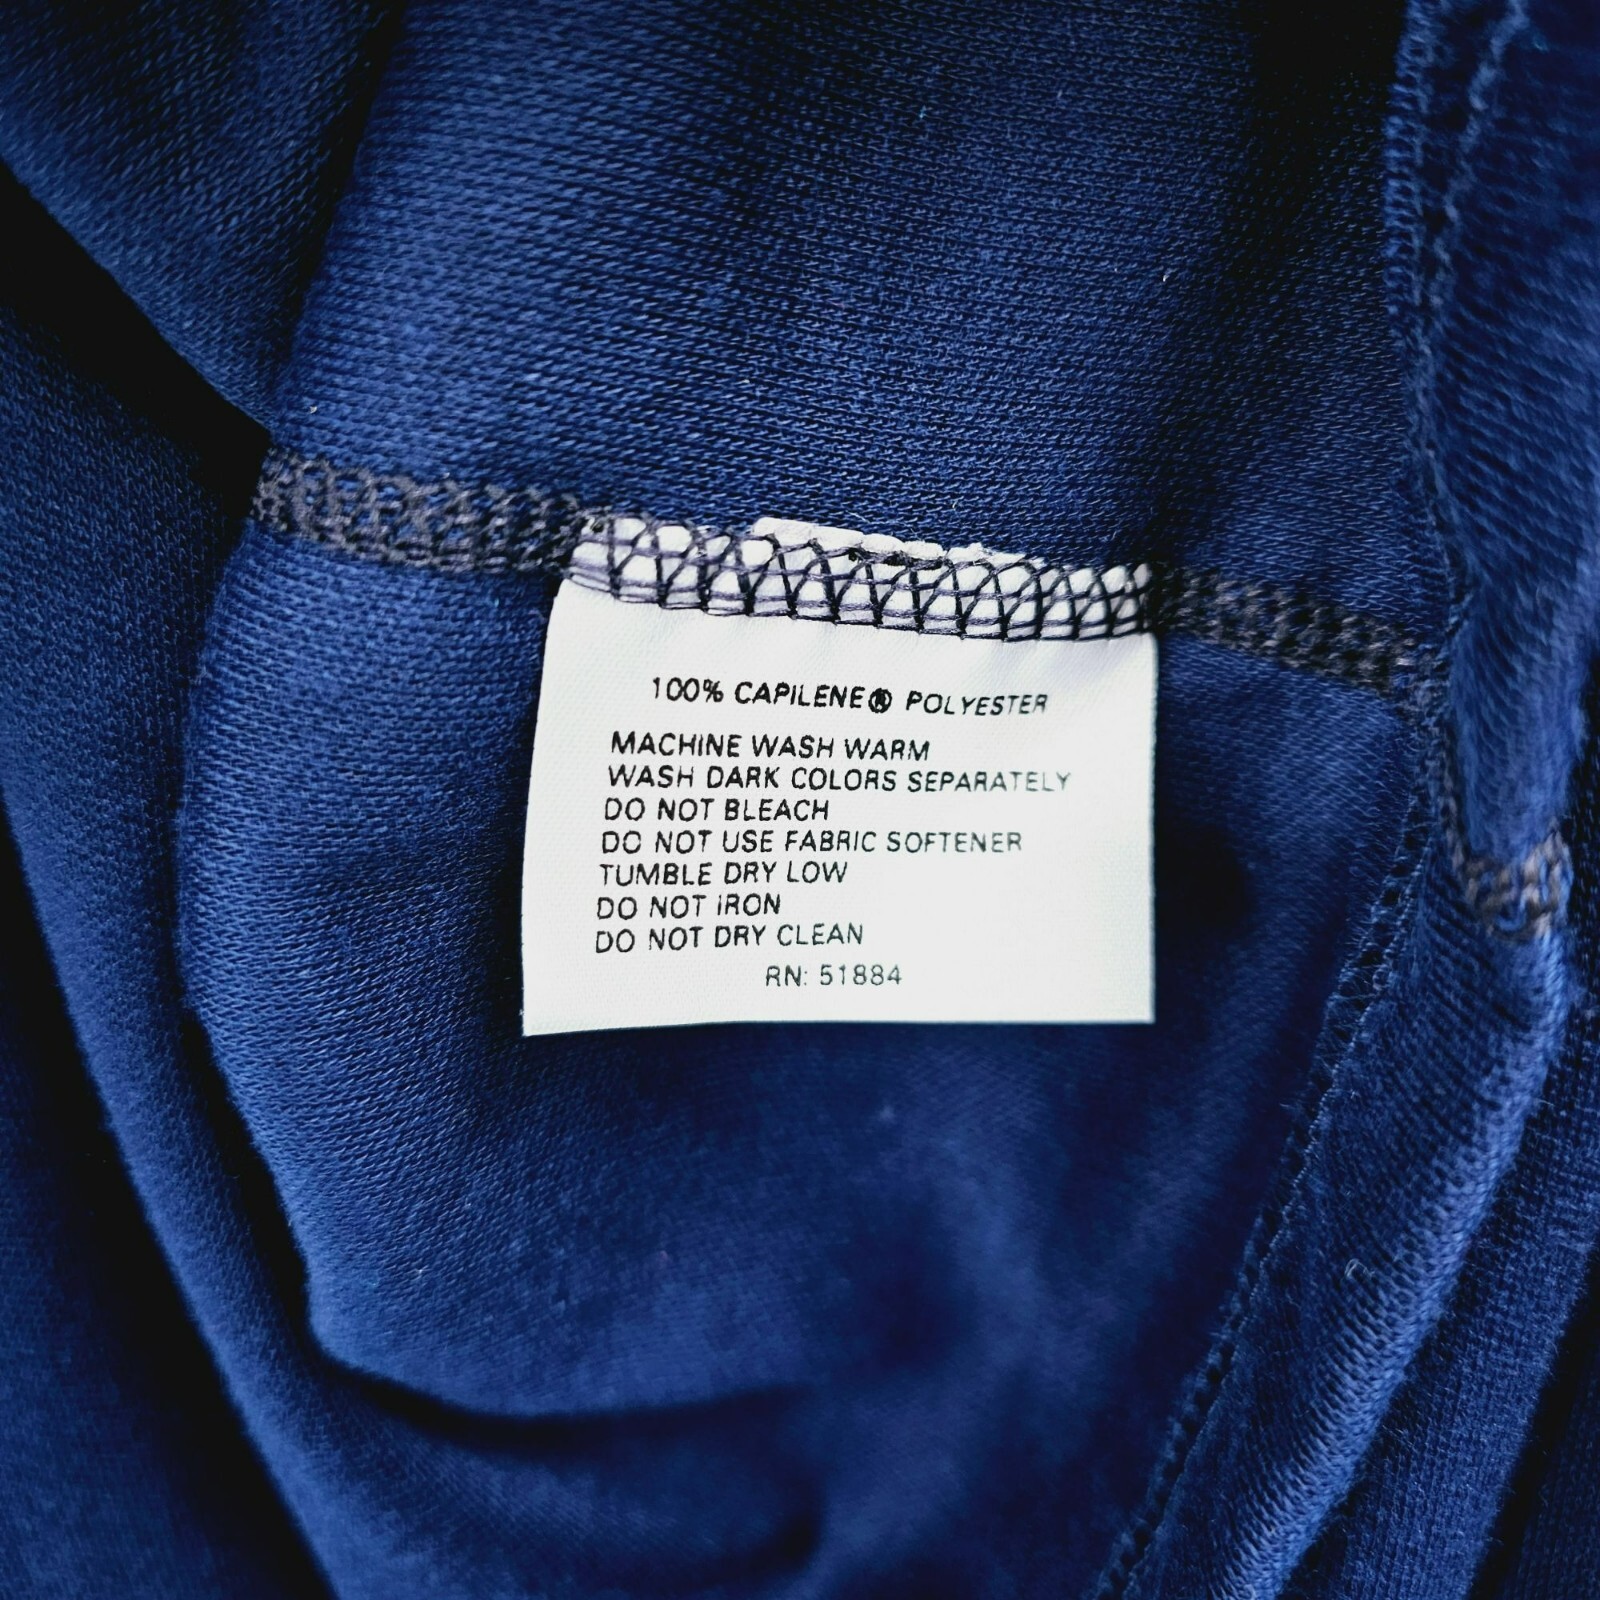 100% CAPILENE® POLYESTER
MACHINE WASH WARM
WASH DARK COLORS SEPARATELY
DO NOT BLEACH
DO NOT USE FABRIC SOFTENER
TUMBLE DRY LOW
DO NOT IRON
DO NOT DRY CLEAN
RN: 51884